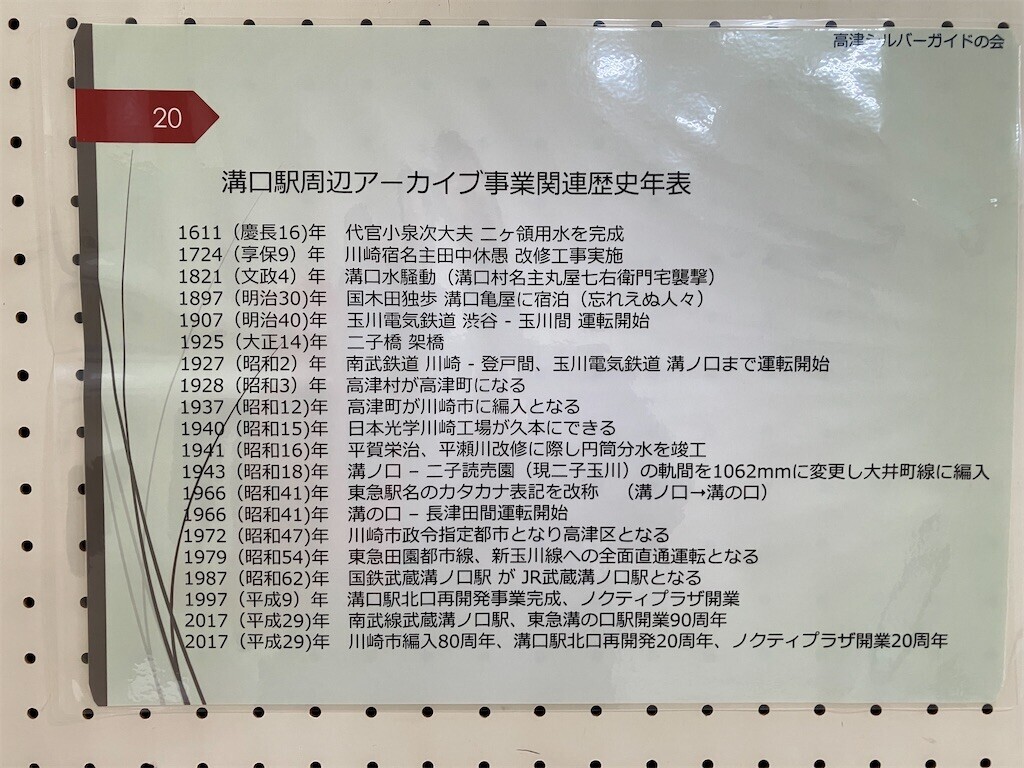 高津シルバーガイドの会
20
溝口駅周辺アーカイブ事業関連歴史年表
1611（慶長16)年　代官小泉次大夫 二ヶ領用水を完成
1724（享保9）年　川崎宿名主田中休愚 改修工事実施
1821（文政4）年　溝口水騒動（溝口村名主丸屋七右衛門宅襲撃）
1897（明治30)年　国木田独歩 溝口亀屋に宿泊（忘れえぬ人々）
1907（明治40)年　玉川電気鉄道 渋谷 - 玉川間 運転開始
1925（大正14)年　二子橋 架橋
1927（昭和2）年　南武鉄道 川崎 - 登戸間、玉川電気鉄道 溝ノ口まで運転開始
1928（昭和3）年　高津村が高津町になる
1937（昭和12)年　高津町が川崎市に編入となる
1940（昭和15)年　日本光学川崎工場が久本にできる
1941（昭和16)年　平賀栄治、平瀬川改修に際し円筒分水を竣工
1943（昭和18)年　溝ノ口 – 二子読売園（現二子玉川）の軌間を1062mmに変更し大井町線に編入
1966（昭和41)年　東急駅名のカタカナ表記を改称　（溝ノ口→溝の口）
1966（昭和41)年　溝の口 – 長津田間運転開始
1972（昭和47)年　川崎市政令指定都市となり高津区となる
1979（昭和54)年　東急田園都市線、新玉川線への全面直通運転となる
1987（昭和62)年　国鉄武蔵溝ノ口駅 が JR武蔵溝ノ口駅となる
1997（平成9）年　溝口駅北口再開発事業完成、ノクティプラザ開業
2017（平成29)年　南武線武蔵溝ノ口駅、東急溝の口駅開業90周年
2017（平成29)年　川崎市編入80周年、溝口駅北口再開発20周年、ノクティプラザ開業20周年